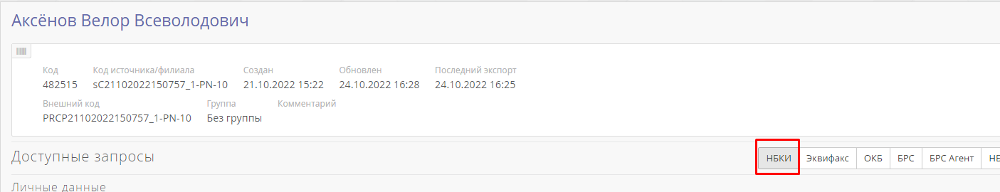 Аксёнов Велор Всеволодович
Код Код источника/филиала Создан Обновлен Последний экспорт
482515 sC21102022150757_1-PN-10 21.10.2022 15:22 24.10.2022 16:28 24.10.2022 16:25
Внешний код Группа Комментарий
PRCP21102022150757_1-PN-10 Без группы
Доступные запросы НБКИ Эквифакс ОКБ БРС БРС Агент
Личные данные